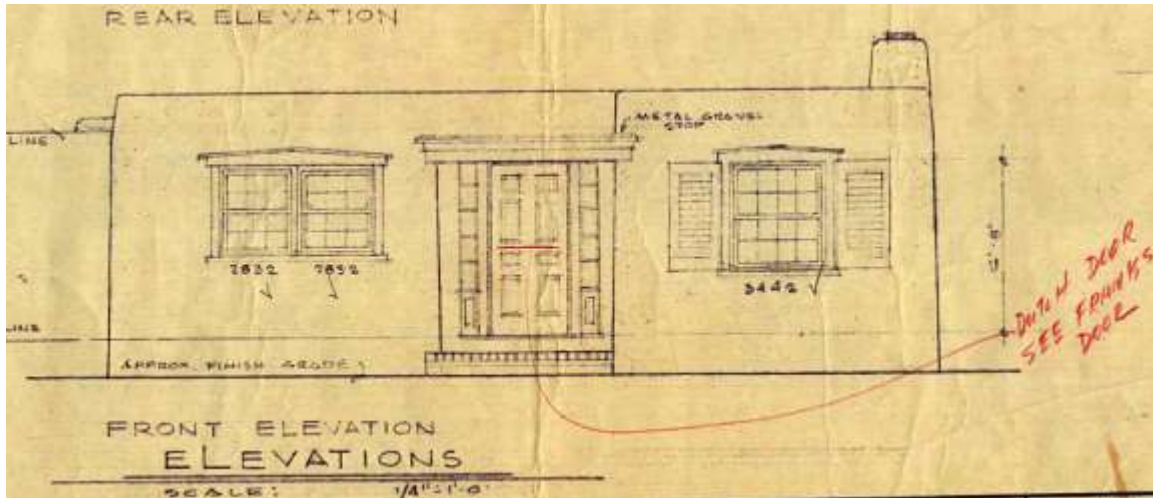 REAR ELEVATION
METAL GRAVEL
STOP
LINE
2832 2832
3442
DUTCH DOOR
SEE
DOOR
LINE
APPROX. FINISH GRADE
FRONT ELEVATION
ELEVATIONS
SCALE: 1/4"=1'-0"